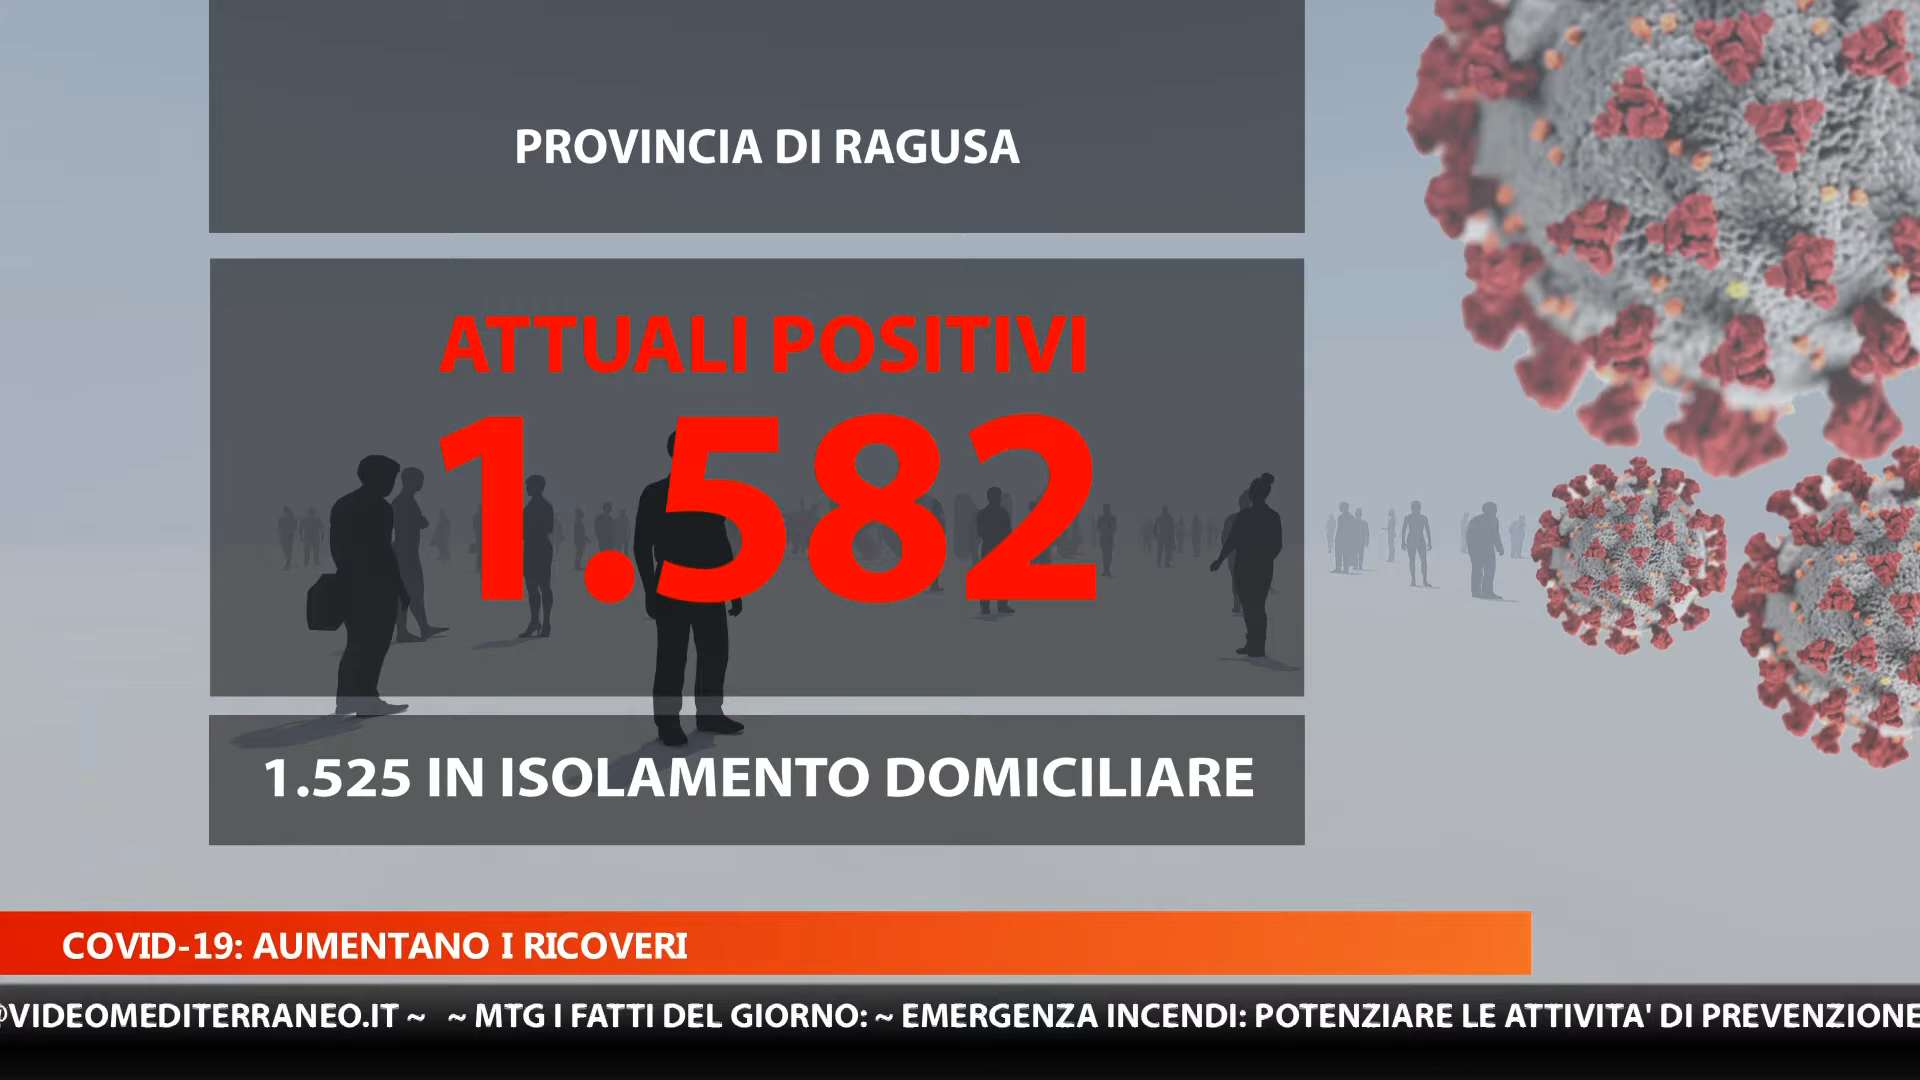 PROVINCIA DI RAGUSA
ATTUALI POSITIVI
1.582
1.525 IN ISOLAMENTO DOMICILIARE
COVID-19: AUMENTANO I RICOVERI
@VIDEOMEDITERRANEO.IT ~ ~ MTG I FATTI DEL GIORNO: ~ EMERGENZA INCENDI: POTENZIARE LE ATTIVITA' DI PREVENZIONE